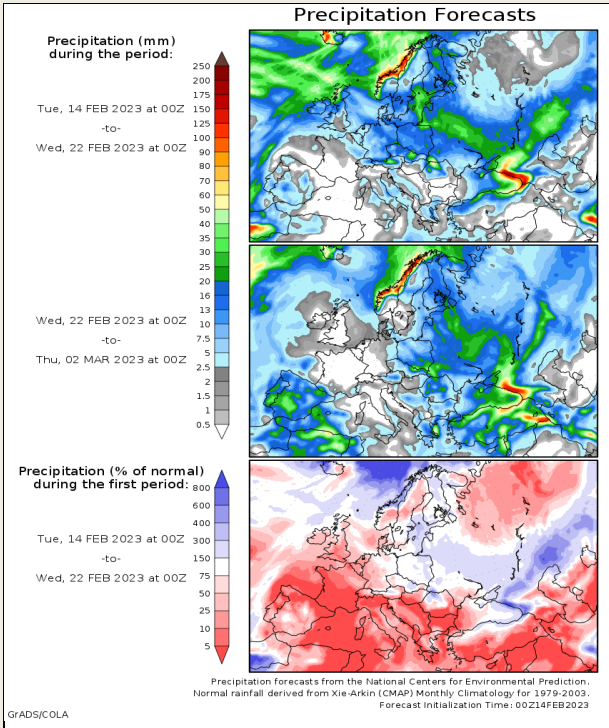 Precipitation Forecasts
Precipitation (mm)
during the period:
Tue, 14 FEB 2023 at 00Z
-to-
Wed, 22 FEB 2023 at 00Z
250
200
175
150
125
100
90
80
70
60
50
40
35
30
25
20
16
13
10
7.5
5
2.5
2
1.5
1
0.5
Wed, 22 FEB 2023 at 00Z
-to-
Thu, 02 MAR 2023 at 00Z
Precipitation (% of normal)
during the first period:
Tue, 14 FEB 2023 at 00Z
-to-
Wed, 22 FEB 2023 at 00Z
800
600
400
300
150
75
50
25
10
5
Precipitation forecasts from the National Centers for Environmental Prediction.
Normal rainfall derived from Xie-Arkin (CMAP) Monthly Climatology for 1979-2003.
Forecast Initialization Time: 00Z14FEB2023
GrADS/COLA